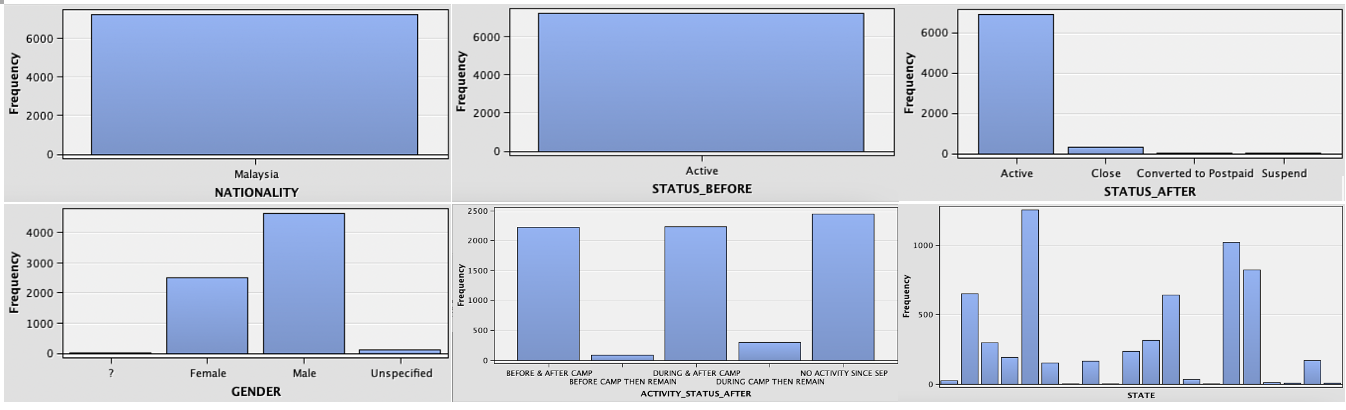 Frequency
6000
4000
2000
0
Malaysia
NATIONALITY
Frequency
6000
4000
2000
0
Active
STATUS_BEFORE
Frequency
6000
4000
2000
0
Active Close Converted to Postpaid Suspend
STATUS_AFTER
Frequency
4000
3000
2000
1000
0
? Female Male Unspecified
GENDER
Frequency
2500
2000
1500
1000
500
0
BEFORE & AFTER CAMP DURING & AFTER CAMP NO ACTIVITY SINCE SEP
BEFORE CAMP THEN REMAIN DURING CAMP THEN REMAIN
ACTIVITY_STATUS_AFTER
Frequency
1000
500
0
STATE